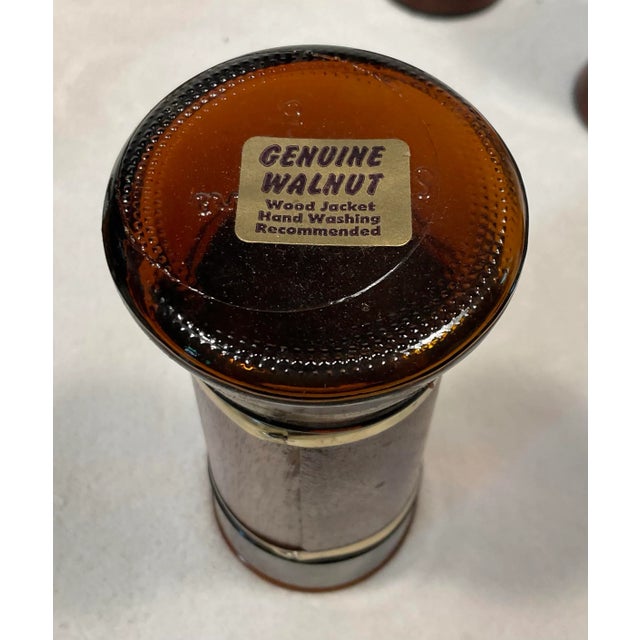 GENUINE
WALNUT
Wood Jacket
Hand Washing
Recommended